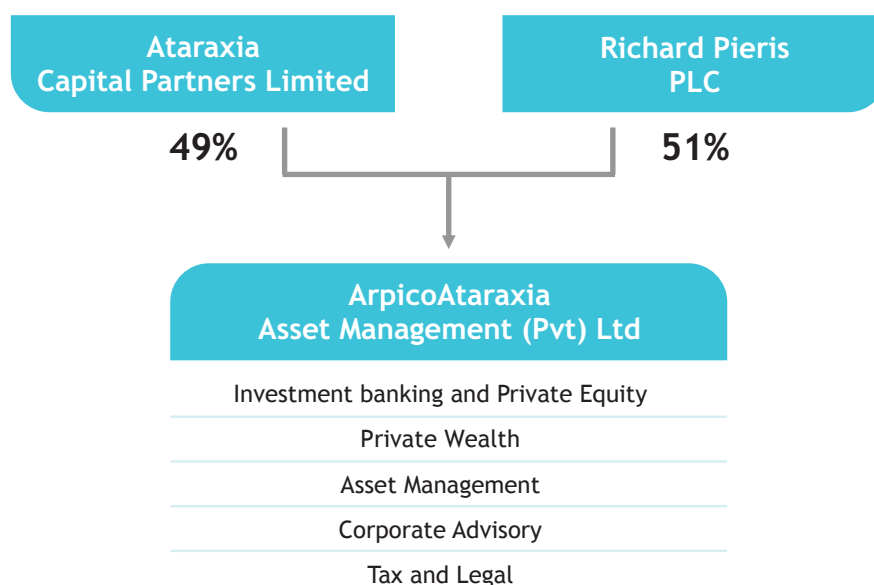 Ataraxia
Capital Partners Limited
Richard Pieris
PLC
49%
51%
ArpicoAtaraxia
Asset Management (Pvt) Ltd
Investment banking and Private Equity
Private Wealth
Asset Management
Corporate Advisory
Tax and Legal